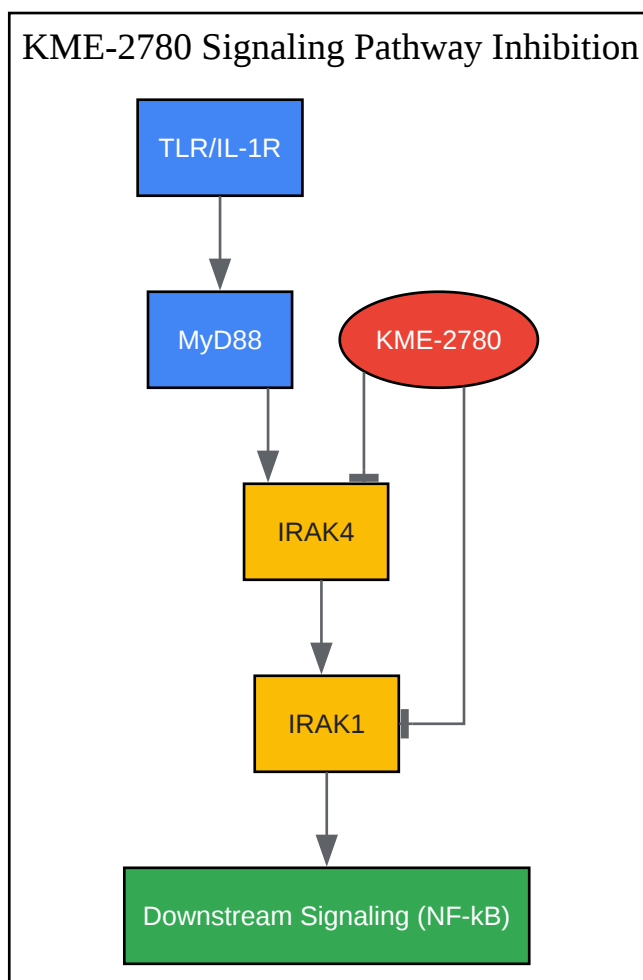 KME-2780 Signaling Pathway Inhibition
TLR/IL-1R
MyD88
KME-2780
IRAK4
IRAK1
Downstream Signaling (NF-kB)